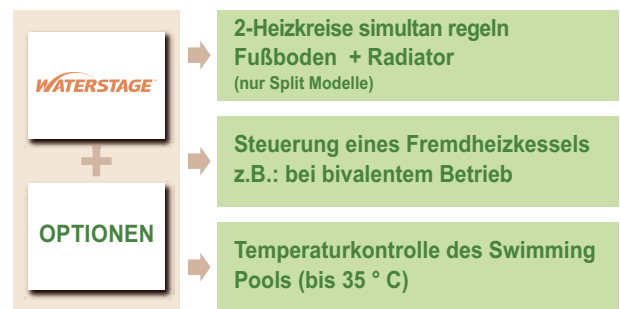 WATERSTAGE
+
OPTIONEN
2-Heizkreise simultan regeln
Fußboden + Radiator
(nur Split Modelle)
Steuerung eines Fremdheizkessels
z.B.: bei bivalentem Betrieb
Temperaturkontrolle des Swimming
Pools (bis 35 ° C)